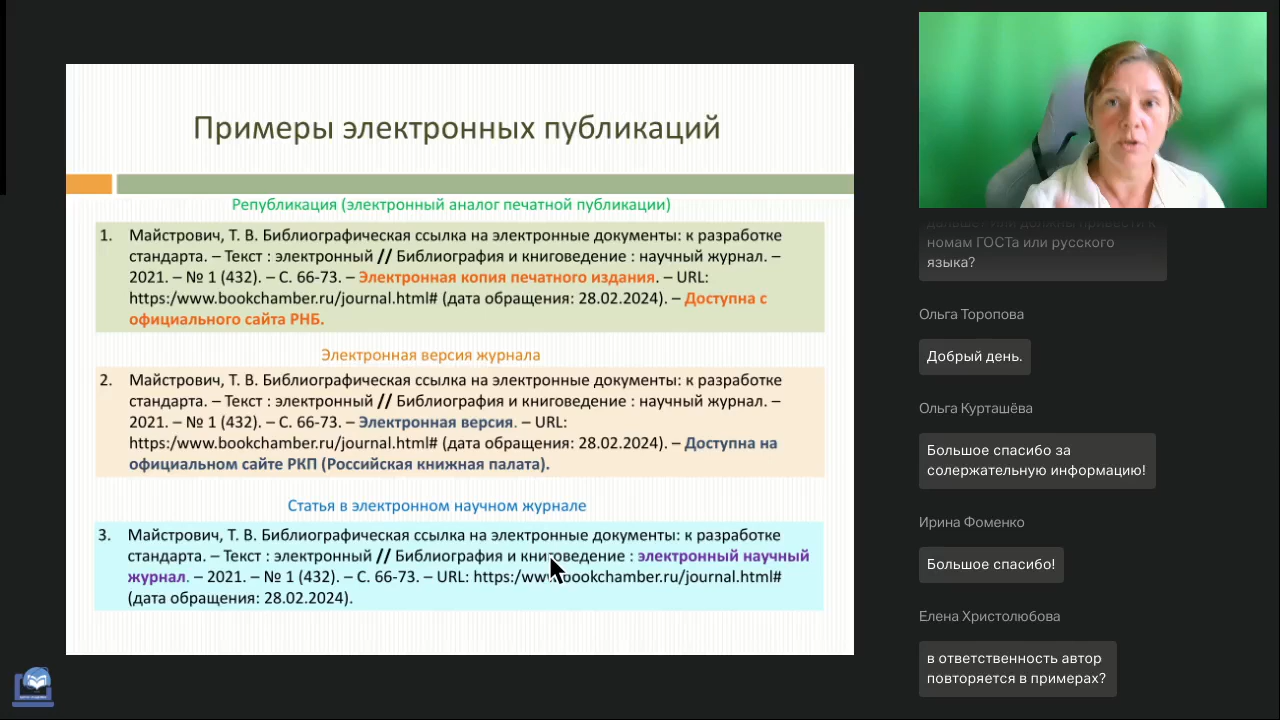 Примеры электронных публикаций
Републикация (электронный аналог печатной публикации)
1. Майстрович, Т. В. Библиографическая ссылка на электронные документы: к разработке
стандарта. – Текст : электронный // Библиография и книговедение : научный журнал. –
2021. – № 1 (432). – С. 66-73. – Электронная копия печатного издания. – URL:
https:/www.bookchamber.ru/journal.html# (дата обращения: 28.02.2024). – Доступна с
официального сайта РНБ.
Электронная версия журнала
2. Майстрович, Т. В. Библиографическая ссылка на электронные документы: к разработке
стандарта. – Текст : электронный // Библиография и книговедение : научный журнал. –
2021. – № 1 (432). – С. 66-73. – Электронная версия. – URL:
https:/www.bookchamber.ru/journal.html# (дата обращения: 28.02.2024). – Доступна на
официальном сайте РКП (Российская книжная палата).
Статья в электронном научном журнале
3. Майстрович, Т. В. Библиографическая ссылка на электронные документы: к разработке
стандарта. – Текст : электронный // Библиография и книговедение : электронный научный
журнал. – 2021. – № 1 (432). – С. 66-73. – URL: https:/www.bookchamber.ru/journal.html#
(дата обращения: 28.02.2024).
номам ГОСТа или русского
языка?
Ольга Торопова
Добрый день.
Ольга Курташёва
Большое спасибо за
солержательную информацию!
Ирина Фоменко
Большое спасибо!
Елена Христолюбова
в ответственность автор
повторяется в примерах?